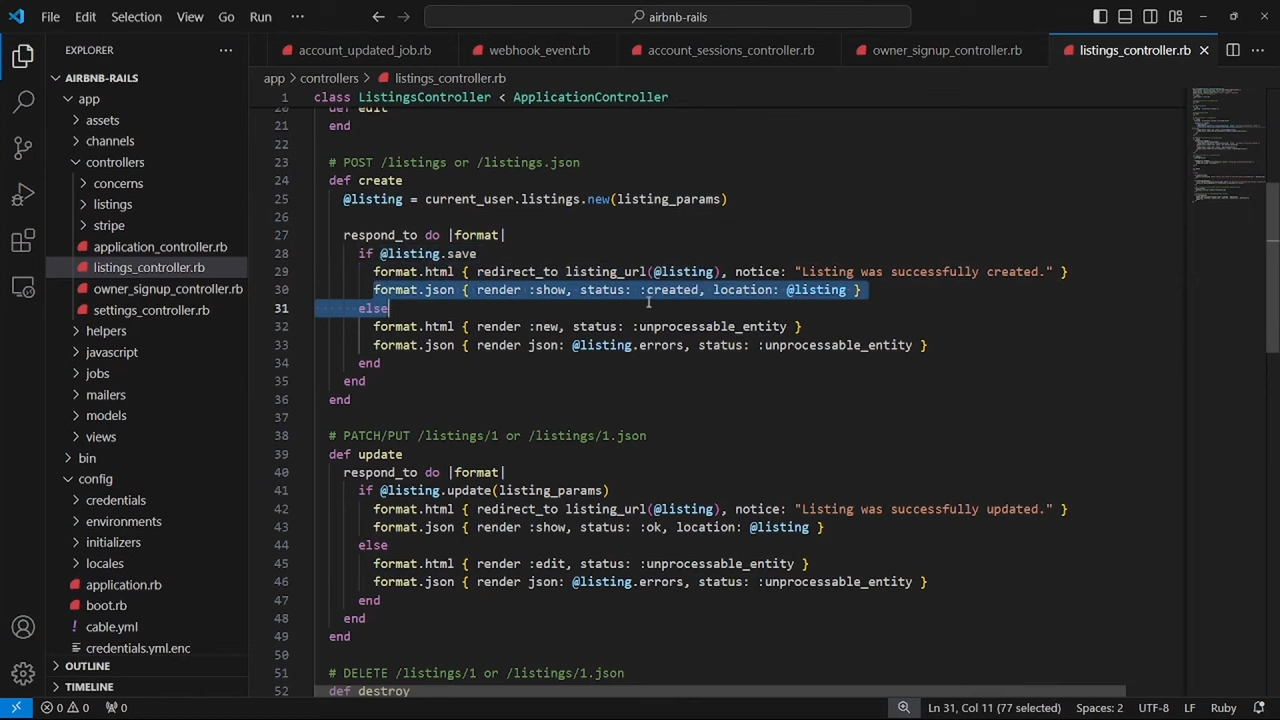 File Edit Selection View Go Run ··· airbnb-rails
EXPLORER ···
account_updated_job.rb webhook_event.rb account_sessions_controller.rb owner_signup_controller.rb listings_controller.rb
AIRBNB-RAILS
app
assets
channels
controllers
concerns
listings
stripe
application_controller.rb
listings_controller.rb
owner_signup_controller.rb
settings_controller.rb
helpers
javascript
jobs
mailers
models
views
bin
config
credentials
environments
initializers
locales
application.rb
boot.rb
cable.yml
credentials.yml.enc
OUTLINE
TIMELINE
app > controllers > listings_controller.rb
1 class ListingsController < ApplicationController
20 def edit
21 end
22
23 # POST /listings or /listings.json
24 def create
25 @listing = current_user.listings.new(listing_params)
26
27 respond_to do |format|
28 if @listing.save
29 format.html { redirect_to listing_url(@listing), notice: "Listing was successfully created." }
30 format.json { render :show, status: :created, location: @listing }
31 else
32 format.html { render :new, status: :unprocessable_entity }
33 format.json { render json: @listing.errors, status: :unprocessable_entity }
34 end
35 end
36 end
37
38 # PATCH/PUT /listings/1 or /listings/1.json
39 def update
40 respond_to do |format|
41 if @listing.update(listing_params)
42 format.html { redirect_to listing_url(@listing), notice: "Listing was successfully updated." }
43 format.json { render :show, status: :ok, location: @listing }
44 else
45 format.html { render :edit, status: :unprocessable_entity }
46 format.json { render json: @listing.errors, status: :unprocessable_entity }
47 end
48 end
49 end
50
51 # DELETE /listings/1 or /listings/1.json
52 def destroy
0 0 0 Ln 31, Col 11 (77 selected) Spaces: 2 UTF-8 LF Ruby